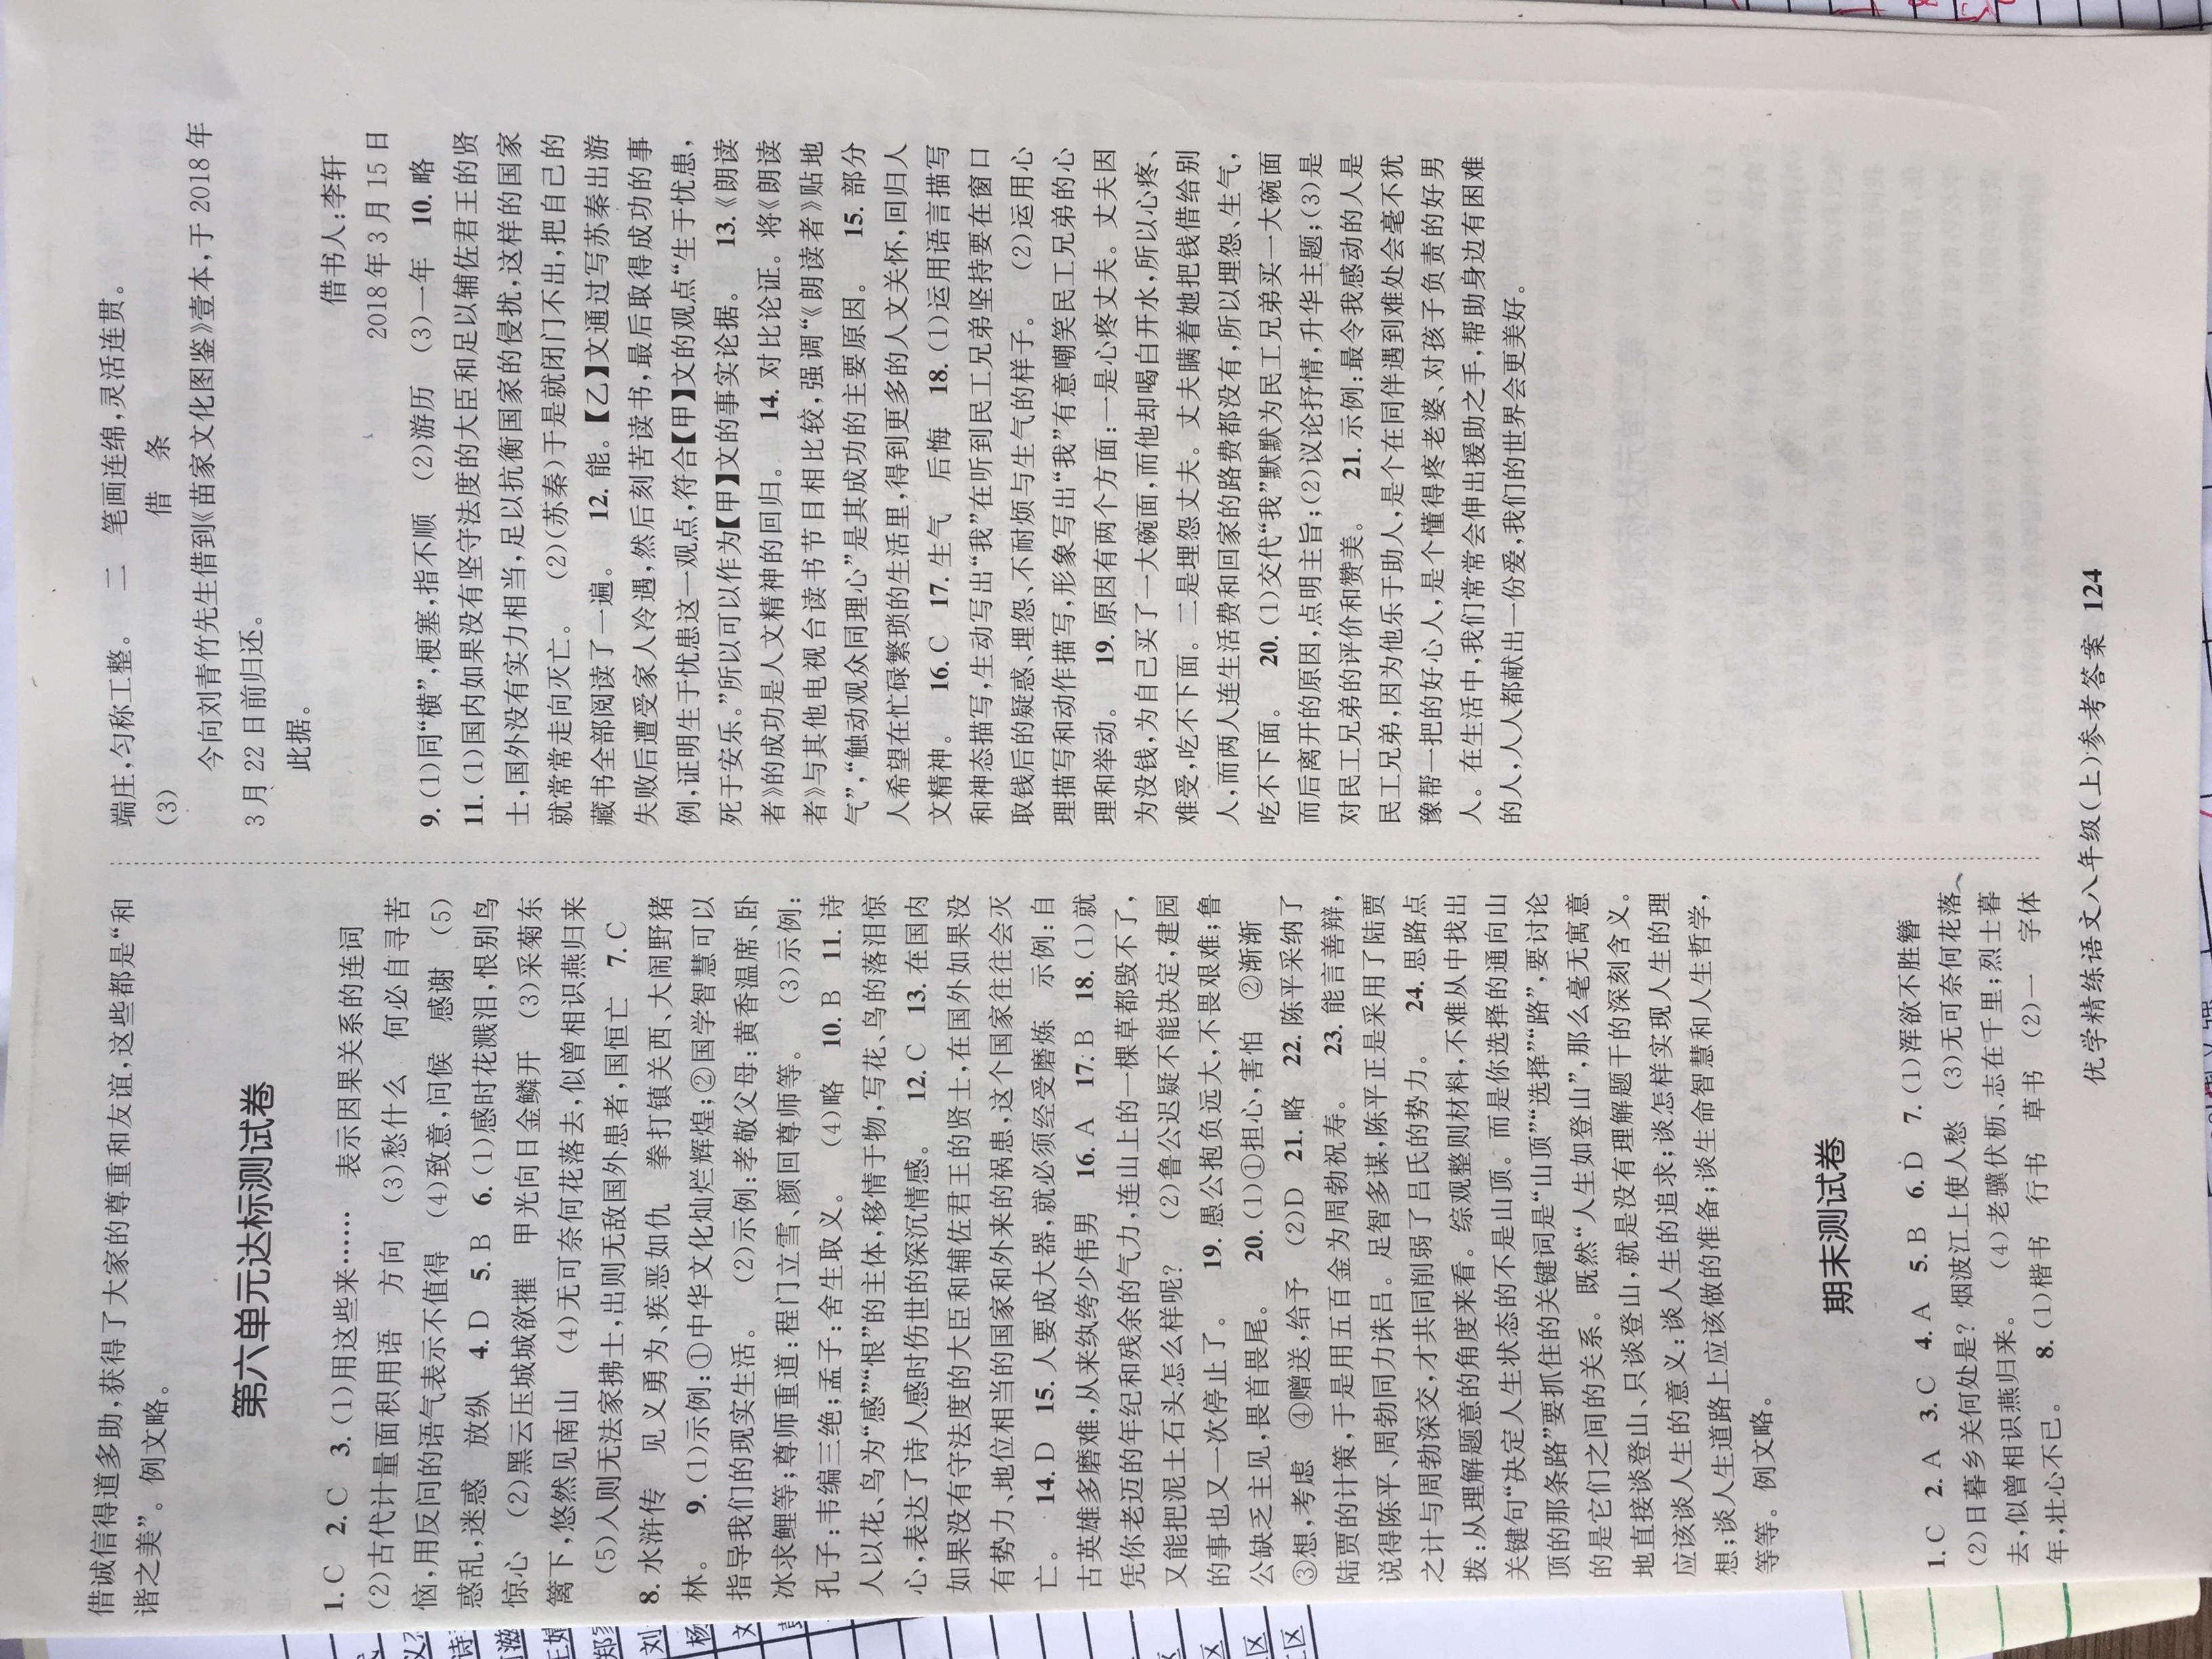 借诚信得道多助,获得了大家的尊重和友谊,这些都是“和
谐之美”。例文略。
第六单元达标测试卷
1. C 2. C 3. (1)用这些来…… 表示因果关系的连词
(2)古代计量面积用语 方向 (3)愁什么 何必自寻苦
恼,用反问的语气表示不值得 (4)致意,问候 感谢 (5)
惑乱,迷惑 放纵 4. D 5. B 6. (1)感时花溅泪,恨别鸟
惊心 (2)黑云压城城欲摧 甲光向日金鳞开 (3)采菊东
篱下,悠然见南山 (4)无可奈何花落去,似曾相识燕归来
(5)入则无法家拂士,出则无敌国外患者,国恒亡 7. C
8. 水浒传 见义勇为、疾恶如仇 拳打镇关西、大闹野猪
林。 9. (1)示例:①中华文化灿烂辉煌;②国学智慧可以
指导我们的现实生活。 (2)示例:孝敬父母:黄香温席、卧
冰求鲤等;尊师重道:程门立雪、颜回尊师等。 (3)示例:
孔子:韦编三绝;孟子:舍生取义。 (4)略 10. B 11. 诗
人以花、鸟为“感”“恨”的主体,移情于物,写花、鸟的落泪惊
心,表达了诗人感时伤世的深沉情感。 12. C 13. 在国内
如果没有守法度的大臣和辅佐君王的贤士,在国外如果没
有势力、地位相当的国家和外来的祸患,这个国家往往会灭
亡。 14. D 15. 人要成大器,就必须经受磨炼 示例:自
古英雄多磨难,从来纨绔少伟男 16. A 17. B 18. (1)就
凭你老迈的年纪和残余的气力,连山上的一棵草都毁不了,
又能把泥土石头怎么样呢? (2)鲁公迟疑不能决定,建园
的事也又一次停止了。 19. 愚公抱负远大,不畏艰难;鲁
公缺乏主见,畏首畏尾。 20. (1)①担心,害怕 ②渐渐
③想,考虑 ④赠送,给予 (2)D 21. 略 22. 陈平采纳了
陆贾的计策,于是用五百金为周勃祝寿。 23. 能言善辩,
说得陈平、周勃同力诛吕。足智多谋,陈平正是采用了陆贾
之计与周勃深交,才共同削弱了吕氏的势力。 24. 思路点
拨:从理解题意的角度来看。综观整则材料,不难从中找出
关键句“决定人生状态的不是山顶。而是你选择的通向山
顶的那条路”要抓住的关键词是“山顶”“选择”“路”,要讨论
的是它们之间的关系。既然“人生如登山”,那么毫无寓意
地直接谈登山、只谈登山,就是没有理解题干的深刻含义。
应该谈人生的意义:谈人生的追求;谈怎样实现人生的理
想;谈人生道路上应该做的准备;谈生命智慧和人生哲学,
等等。例文略。
期末测试卷
1. C 2. A 3. C 4. A 5. B 6. D 7. (1)浑欲不胜簪
(2)日暮乡关何处是?烟波江上使人愁 (3)无可奈何花落
去,似曾相识燕归来。 (4)老骥伏枥、志在千里;烈士暮
年,壮心不已。 8. (1)楷书 行书 草书 (2)一 字体
端庄,匀称工整。 二 笔画连绵,灵活连贯。
(3) 借 条
今向刘青竹先生借到《苗家文化图鉴》壹本,于 2018 年
3 月 22 日前归还。
此据。
借书人:李轩
2018 年 3 月 15 日
9. (1)同“横”,梗塞,指不顺 (2)游历 (3)一年 10. 略
11. (1)国内如果没有坚守法度的大臣和足以辅佐君王的贤
士,国外没有实力相当,足以抗衡国家的侵扰,这样的国家
就常常走向灭亡。 (2)(苏秦)于是就闭门不出,把自己的
藏书全部阅读了一遍。 12. 能。【乙】文通过写苏秦出游
失败后遭受家人冷遇,然后刻苦读书,最后取得成功的事
例,证明生于忧患这一观点,符合【甲】文的观点“生于忧患,
死于安乐。”所以可以作为【甲】文的事实论据。 13.《朗读
者》的成功是人文精神的回归。 14. 对比论证。将《朗读
者》与其他电视台读书节目相比较,强调“《朗读者》贴地
气”,“触动观众同理心”是其成功的主要原因。 15. 部分
人希望在忙碌繁琐的生活里,得到更多的人文关怀,回归人
文精神。 16. C 17. 生气 后悔 18. (1)运用语言描写
和神态描写,生动写出“我”在听到民工兄弟坚持要在窗口
取钱后的疑惑、埋怨、不耐烦与生气的样子。 (2)运用心
理描写和动作描写,形象写出“我”有意嘲笑民工兄弟的心
理和举动。 19. 原因有两个方面:一是心疼丈夫。丈夫因
为没钱,为自己买了一大碗面,而他却喝白开水,所以心疼、
难受,吃不下面。二是埋怨丈夫。丈夫瞒着她把钱借给别
人,而两人连生活费和回家的路费都没有,所以埋怨、生气,
吃不下面。 20. (1)交代“我”默默为民工兄弟买一大碗面
而后离开的原因,点明主旨;(2)议论抒情,升华主题;(3)是
对民工兄弟的评价和赞美。 21. 示例:最令我感动的人是
民工兄弟,因为他乐于助人,是个在同伴遇到难处会毫不犹
豫帮一把的好心人,是个懂得疼老婆、对孩子负责的好男
人。在生活中,我们常常会伸出援助之手,帮助身边有困难
的人,人人都献出一份爱,我们的世界会更美好。
优学精练语文八年级(上)参考答案 124